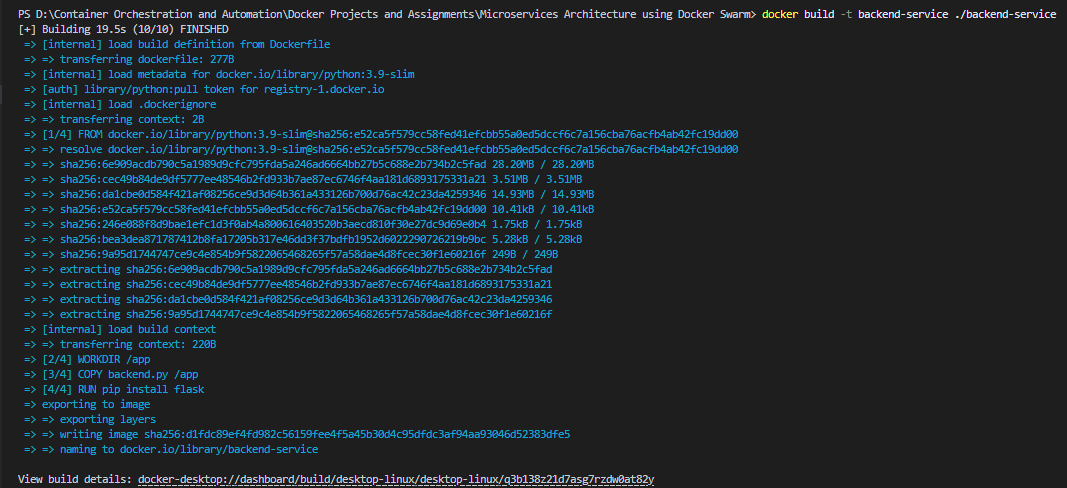 PS D:\Container Orchestration and Automation\Docker Projects and Assignments\Microservices Architecture using Docker Swarm> docker build -t backend-service ./backend-service
[+] Building 19.5s (10/10) FINISHED
=> [internal] load build definition from Dockerfile
=> => transferring dockerfile: 277B
=> [internal] load metadata for docker.io/library/python:3.9-slim
=> [auth] library/python:pull token for registry-1.docker.io
=> [internal] load .dockerignore
=> => transferring context: 2B
=> [1/4] FROM docker.io/library/python:3.9-slim@sha256:e52ca5f579cc58fed41efcbb55a0ed5dccf6c7a156cba76acfb4ab42fc19dd00
=> => resolve docker.io/library/python:3.9-slim@sha256:e52ca5f579cc58fed41efcbb55a0ed5dccf6c7a156cba76acfb4ab42fc19dd00
=> => sha256:6e909acdb790c5a1989d9cfc795fda5a246ad6664bb27b5c688e2b734b2c5fad 28.20MB / 28.20MB
=> => sha256:cec49b84de9df5777ee48546b2fd933b7ae87ec6746f4aa181d6893175331a21 3.51MB / 3.51MB
=> => sha256:da1cbe0d584f421af08256ce9d3d64b361a433126b700d76ac42c23da4259346 14.93MB / 14.93MB
=> => sha256:e52ca5f579cc58fed41efcbb55a0ed5dccf6c7a156cba76acfb4ab42fc19dd00 10.41kB / 10.41kB
=> => sha256:246e088f8d9bae1efc1d3f0ab4a800616403520b3aecd810f30e27dc9d69e0b4 1.75kB / 1.75kB
=> => sha256:bea3dea871787412b8fa17205b317e46dd3f37bdfb1952d6022290726219b9bc 5.28kB / 5.28kB
=> => sha256:9a95d1744747ce9c4e854b9f5822065468265f57a58dae4d8fcec30f1e60216f 249B / 249B
=> => extracting sha256:6e909acdb790c5a1989d9cfc795fda5a246ad6664bb27b5c688e2b734b2c5fad
=> => extracting sha256:cec49b84de9df5777ee48546b2fd933b7ae87ec6746f4aa181d6893175331a21
=> => extracting sha256:da1cbe0d584f421af08256ce9d3d64b361a433126b700d76ac42c23da4259346
=> => extracting sha256:9a95d1744747ce9c4e854b9f5822065468265f57a58dae4d8fcec30f1e60216f
=> [internal] load build context
=> => transferring context: 220B
=> [2/4] WORKDIR /app
=> [3/4] COPY backend.py /app
=> [4/4] RUN pip install flask
=> exporting to image
=> => exporting layers
=> => writing image sha256:d1fdc89ef4fd982c56159fee4f5a45b30d4c95dfdc3af94aa93046d52383dfe5
=> => naming to docker.io/library/backend-service
View build details: docker-desktop://dashboard/build/desktop-linux/desktop-linux/q3b138z21d7asg7rzdw0at82y